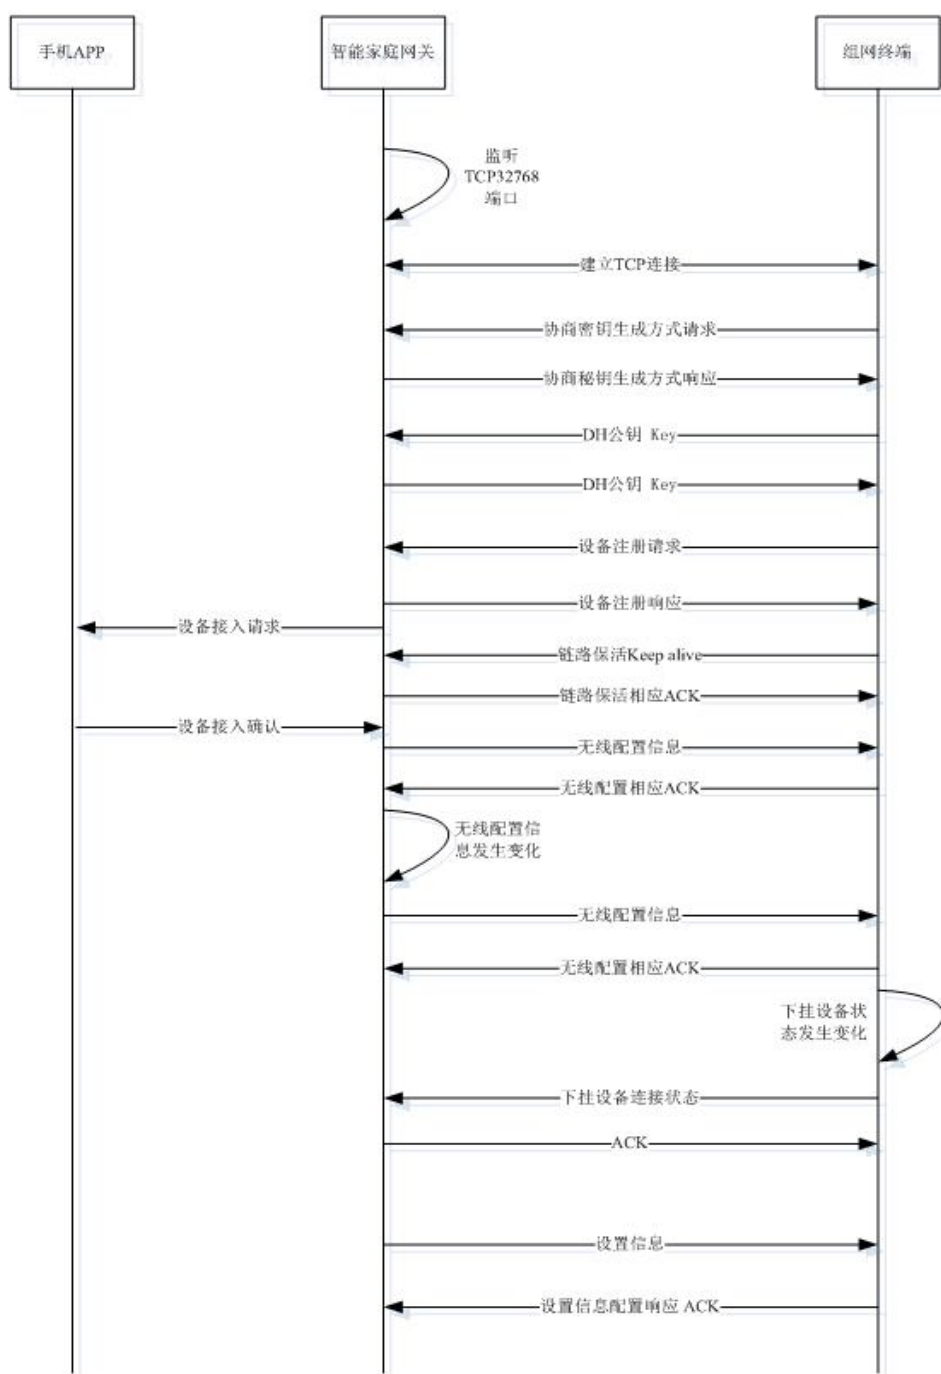 手机APP
智能家庭网关
组网终端
监听
TCP32768
端口
建立TCP连接
协商密钥生成方式请求
协商秘钥生成方式响应
DH公钥 Key
DH公钥 Key
设备注册请求
设备注册响应
设备接入请求
链路保活Keep alive
链路保活相应ACK
设备接入确认
无线配置信息
无线配置相应ACK
无线配置信
息发生变化
无线配置信息
无线配置相应ACK
下挂设备状
态发生变化
下挂设备连接状态
ACK
设置信息
设置信息配置响应 ACK